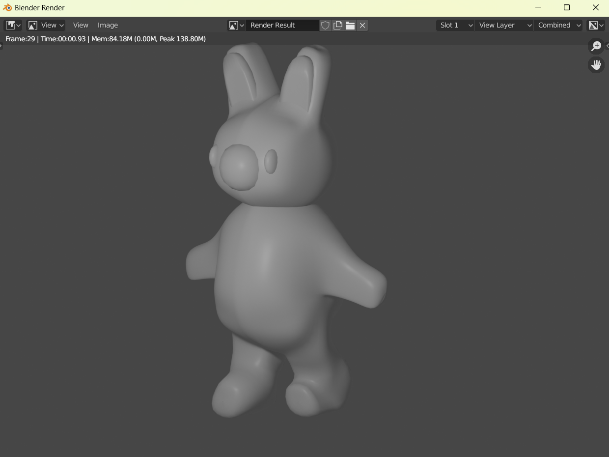 Blender Render
View View Image Render Result Slot 1 View Layer Combined
Frame:29 | Time:00:00.93 | Mem:84.18M (0.00M, Peak 138.80M)